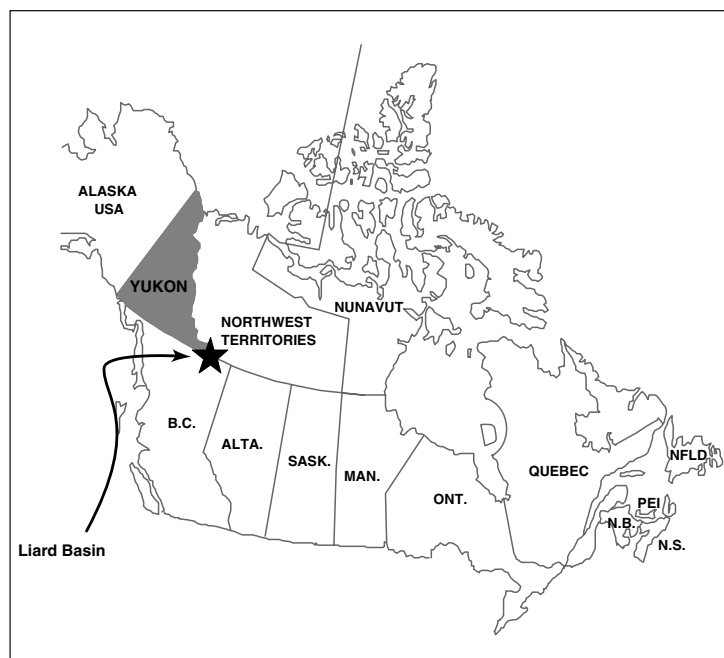 ALASKA
USA
YUKON
NUNAVUT
NORTHWEST
TERRITORIES
B.C.
ALTA.
SASK.
MAN.
ONT.
QUEBEC
NFLD
PEI
N.B.
N.S.
Liard Basin